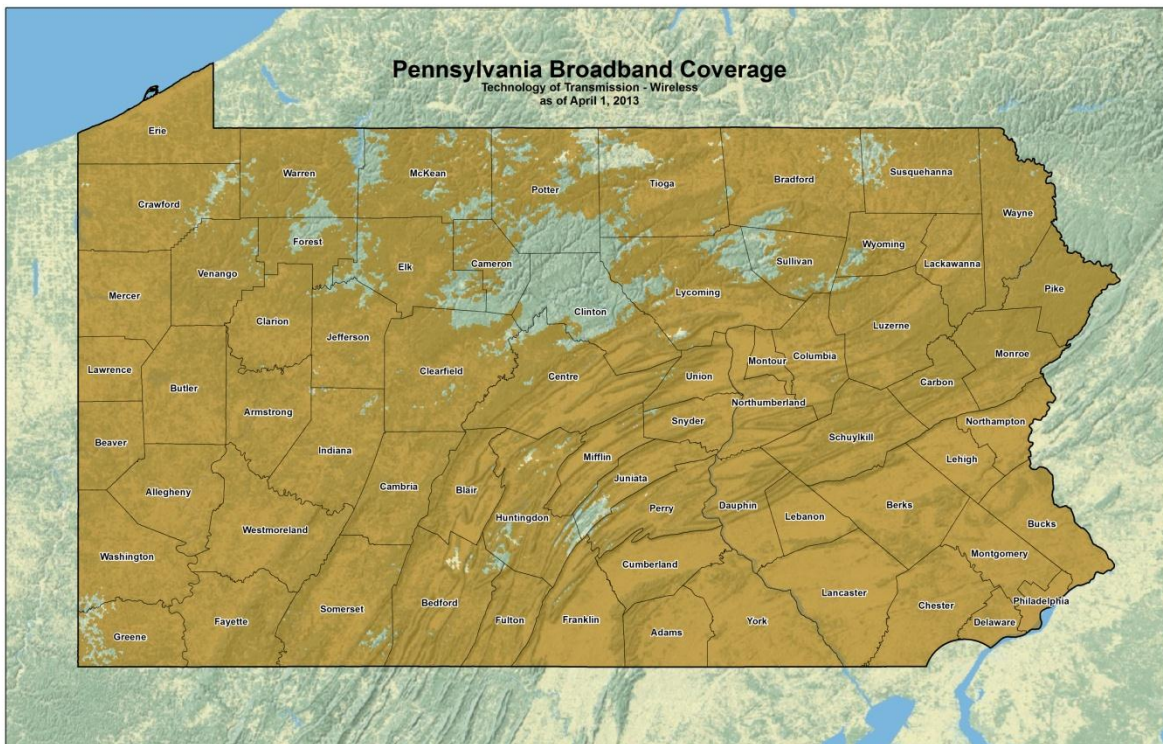 Pennsylvania Broadband Coverage
Technology of Transmission - Wireless
as of April 1, 2013
Erie
Warren
McKean
Potter
Tioga
Bradford
Susquehanna
Crawford
Wayne
Forest
Venango
Elk
Cameron
Sullivan
Wyoming
Lackawanna
Mercer
Lycoming
Pike
Clarion
Clinton
Jefferson
Luzerne
Lawrence
Butler
Clearfield
Centre
Union
Montour
Columbia
Monroe
Carbon
Armstrong
Northumberland
Beaver
Snyder
Northampton
Indiana
Schuylkill
Mifflin
Lehigh
Allegheny
Cambria
Blair
Juniata
Huntingdon
Perry
Dauphin
Lebanon
Berks
Westmoreland
Bucks
Washington
Cumberland
Montgomery
Lancaster
Bedford
Somerset
Chester
Philadelphia
Greene
Fayette
Fulton
Franklin
Adams
York
Delaware